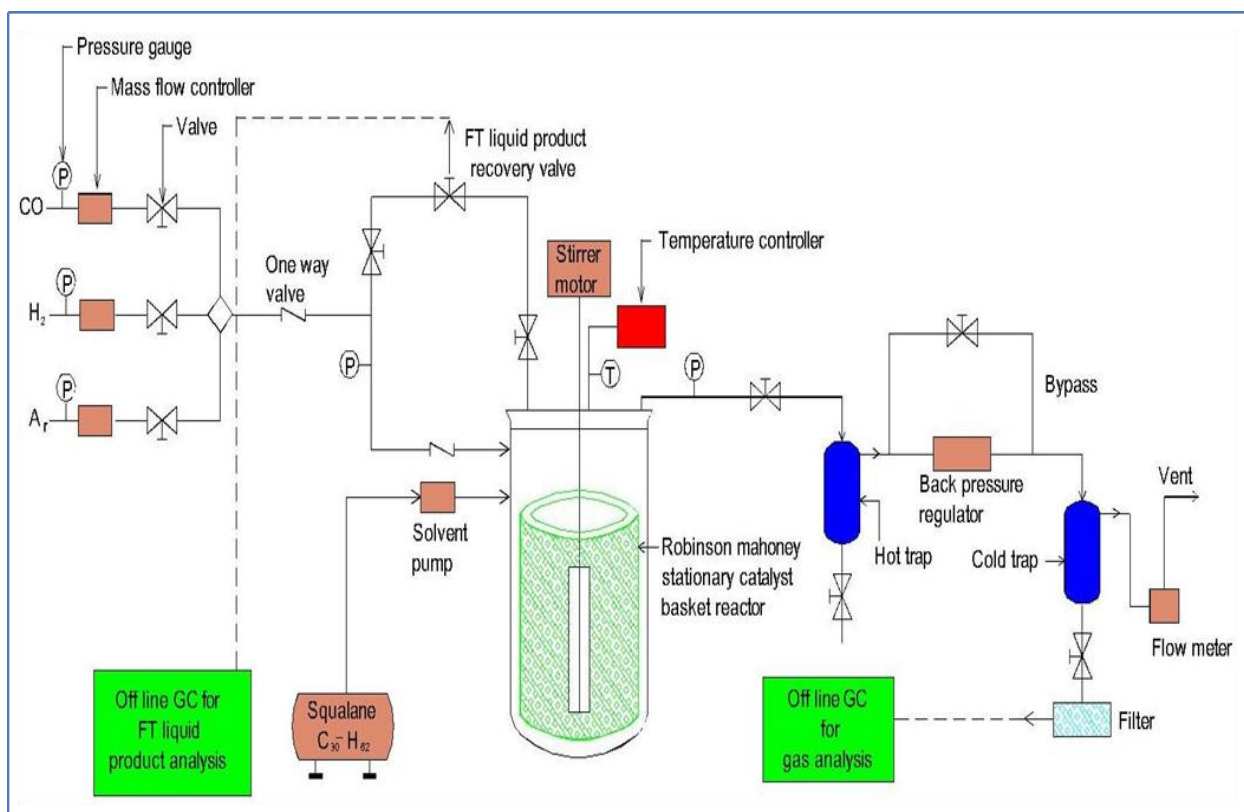 Pressure gauge
Mass flow controller
Valve
P
CO
P
H2
P
Ar
One way
valve
FT liquid product
recovery valve
P
Stirrer
motor
Temperature controller
T
P
Bypass
Back pressure
regulator
Hot trap
Cold trap
Vent
Flow meter
Solvent
pump
Robinson mahoney
stationary catalyst
basket reactor
Squalane
C30-H62
Off line GC for
FT liquid
product analysis
Off line GC
for
gas analysis
Filter